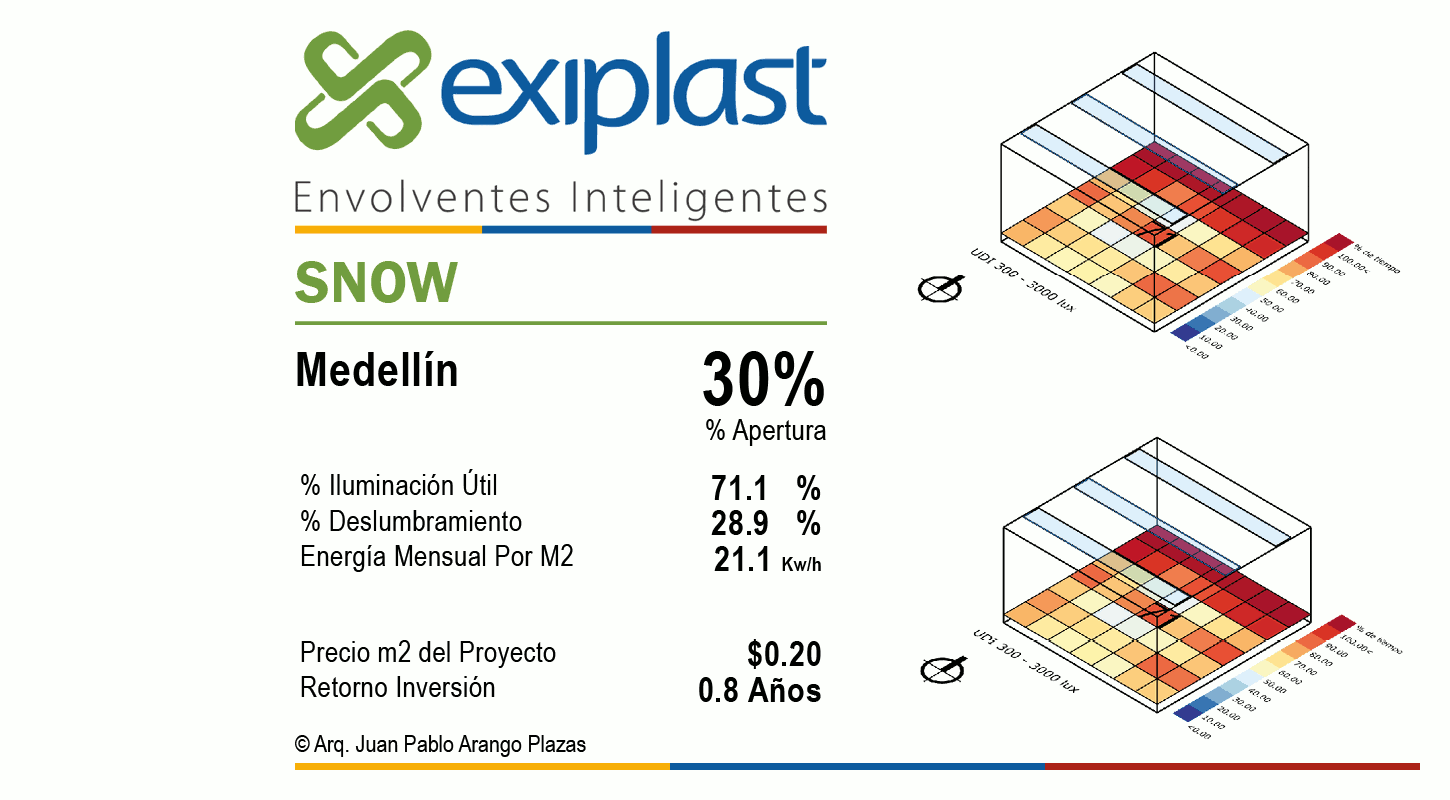 exiplast
Envolventes Inteligentes
SNOW
Medellín 30%
% Apertura
% Iluminación Útil 71.1 %
% Deslumbramiento 28.9 %
Energía Mensual Por M2 21.1 Kw/h
Precio m2 del Proyecto $0.20
Retorno Inversión 0.8 Años
© Arq. Juan Pablo Arango Plazas
71
UDI 300 - 3000 lux
% de tiempo
100.00<
90.00
80.00
70.00
60.00
50.00
40.00
30.00
20.00
10.00
<0.00
71
UDI 300 - 3000 lux
% de tiempo
100.00<
90.00
80.00
70.00
60.00
50.00
40.00
30.00
20.00
10.00
<0.00